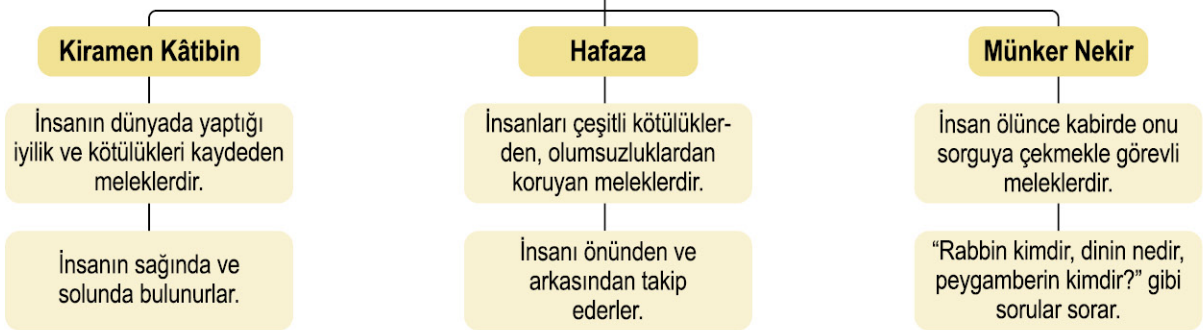 Kiramen Kâtibin
İnsanın dünyada yaptığı
iyilik ve kötülükleri kaydeden
meleklerdir.
İnsanın sağında ve
solunda bulunurlar.
Hafaza
İnsanları çeşitli kötülükler-
den, olumsuzluklardan
koruyan meleklerdir.
İnsanı önünden ve
arkasından takip
ederler.
Münker Nekir
İnsan ölünce kabirde onu
sorguya çekmekle görevli
meleklerdir.
“Rabbin kimdir, dinin nedir,
peygamberin kimdir?” gibi
sorular sorar.